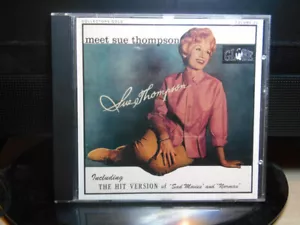 meet sue thompson
Sue Thompson
Including
THE HIT VERSION of "Sad Movies" and "Norman"